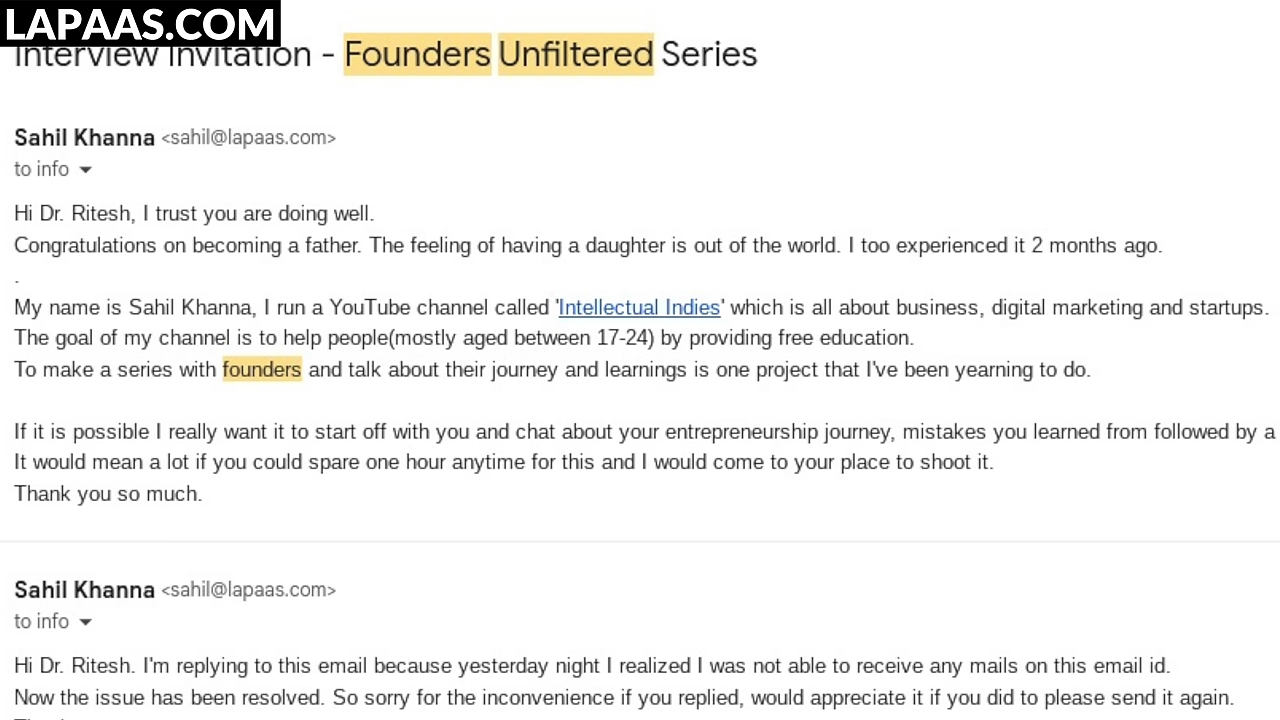 LAPAAS.COM
Interview Invitation - Founders Unfiltered Series
Sahil Khanna <sahil@lapaas.com>
to info
Hi Dr. Ritesh, I trust you are doing well.
Congratulations on becoming a father. The feeling of having a daughter is out of the world. I too experienced it 2 months ago.
.
My name is Sahil Khanna, I run a YouTube channel called 'Intellectual Indies' which is all about business, digital marketing and startups.
The goal of my channel is to help people(mostly aged between 17-24) by providing free education.
To make a series with founders and talk about their journey and learnings is one project that I've been yearning to do.
If it is possible I really want it to start off with you and chat about your entrepreneurship journey, mistakes you learned from followed by a
It would mean a lot if you could spare one hour anytime for this and I would come to your place to shoot it.
Thank you so much.
Sahil Khanna <sahil@lapaas.com>
to info
Hi Dr. Ritesh. I'm replying to this email because yesterday night I realized I was not able to receive any mails on this email id.
Now the issue has been resolved. So sorry for the inconvenience if you replied, would appreciate it if you did to please send it again.